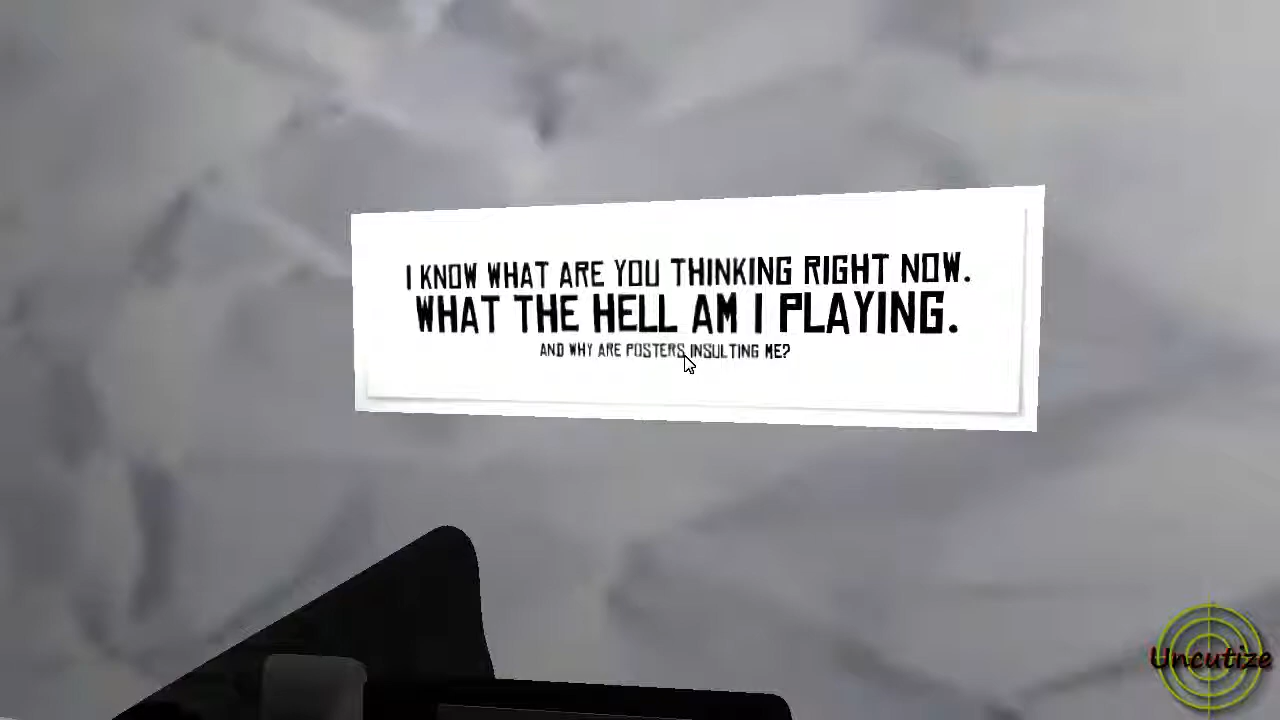 I KNOW WHAT ARE YOU THINKING RIGHT NOW.
WHAT THE HELL AM I PLAYING.
AND WHY ARE POSTERS INSULTING ME?
Uncutize